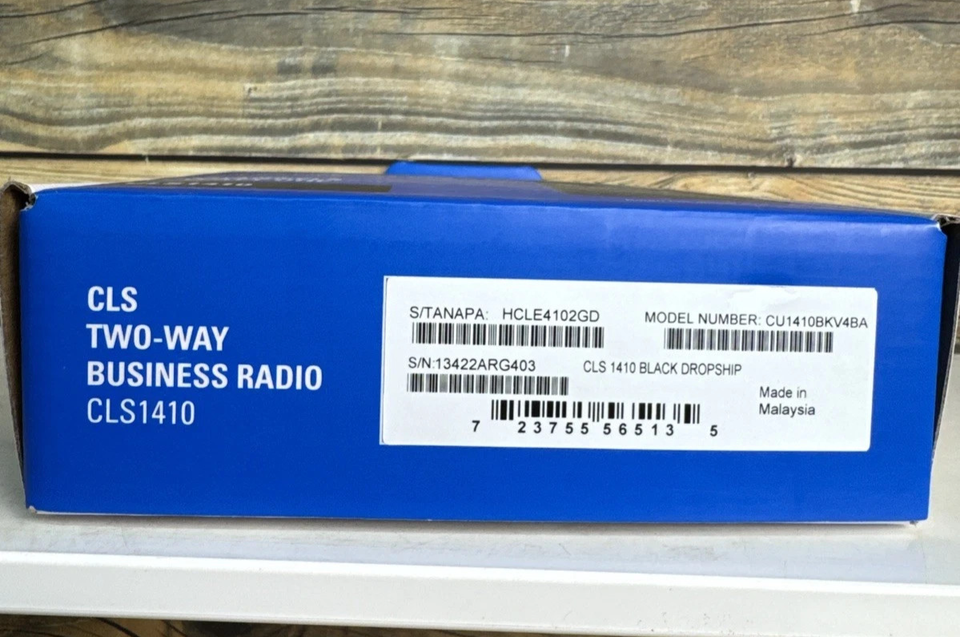 CLS1410
CLS
TWO-WAY
BUSINESS RADIO
CLS1410
S/TANAPA: HCLE4102GD
MODEL NUMBER: CU1410BKV4BA
S/N:13422ARG403
CLS 1410 BLACK DROPSHIP
Made in
Malaysia
7 23755 56513 5